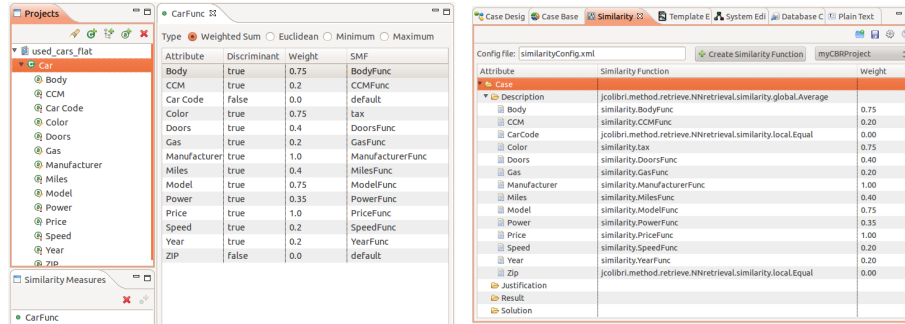 Projects
used_cars_flat
Car
Body
CCM
Car Code
Color
Doors
Gas
Manufacturer
Miles
Model
Power
Price
Speed
Year
ZIP
Similarity Measures
CarFunc
CarFunc
Type Weighted Sum Euclidean Minimum Maximum
Attribute Discriminant Weight SMF
Body true 0.75 BodyFunc
CCM true 0.2 CCMFunc
Car Code false 0.0 default
Color true 0.75 tax
Doors true 0.4 DoorsFunc
Gas true 0.2 GasFunc
Manufacturer true 1.0 ManufacturerFunc
Miles true 0.4 MilesFunc
Model true 0.75 ModelFunc
Power true 0.35 PowerFunc
Price true 1.0 PriceFunc
Speed true 0.2 SpeedFunc
Year true 0.2 YearFunc
ZIP false 0.0 default
Case Desig Case Base Similarity Template E System Edi Database C Plain Text
Config file: similarityConfig.xml Create Similarity Function myCBRProject
Attribute Similarity Function Weight
Case
Description jcolibri.method.retrieve.NNretrieval.similarity.global.Average
Body similarity.BodyFunc 0.75
CCM similarity.CCMFunc 0.20
CarCode jcolibri.method.retrieve.NNretrieval.similarity.local.Equal 0.00
Color similarity.tax 0.75
Doors similarity.DoorsFunc 0.40
Gas similarity.GasFunc 0.20
Manufacturer similarity.ManufacturerFunc 1.00
Miles similarity.MilesFunc 0.40
Model similarity.ModelFunc 0.75
Power similarity.PowerFunc 0.35
Price similarity.PriceFunc 1.00
Speed similarity.SpeedFunc 0.20
Year similarity.YearFunc 0.20
Zip jcolibri.method.retrieve.NNretrieval.similarity.local.Equal 0.00
Justification
Result
Solution